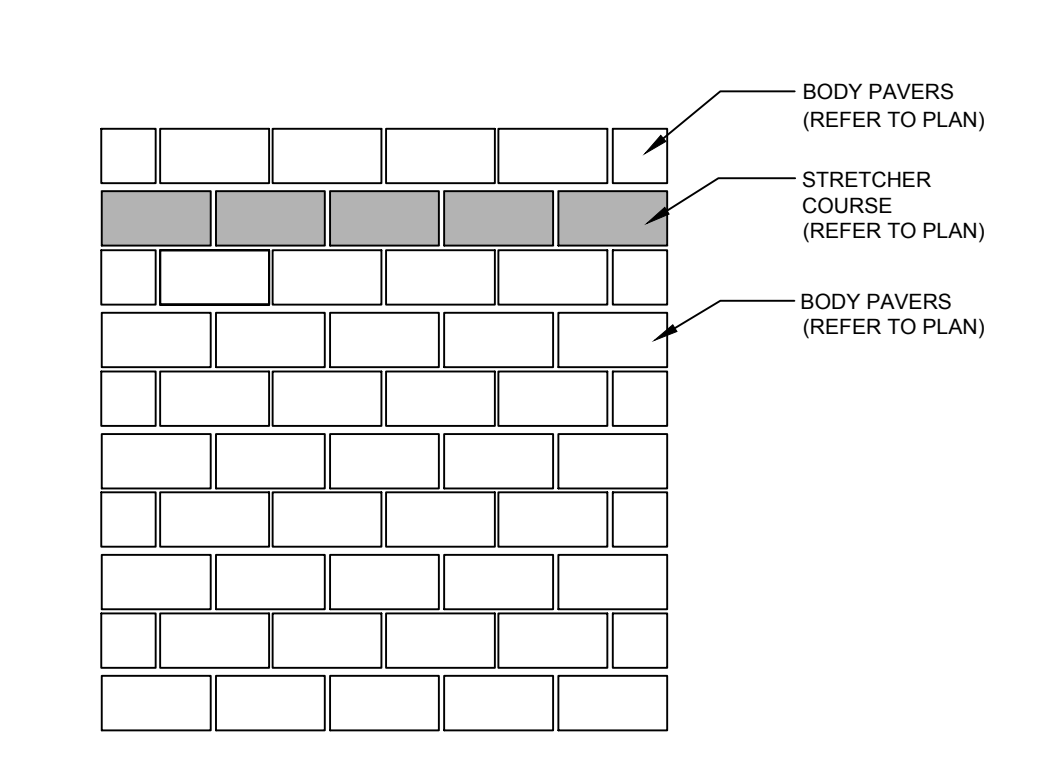 BODY PAVERS
(REFER TO PLAN)
STRETCHER
COURSE
(REFER TO PLAN)
BODY PAVERS
(REFER TO PLAN)